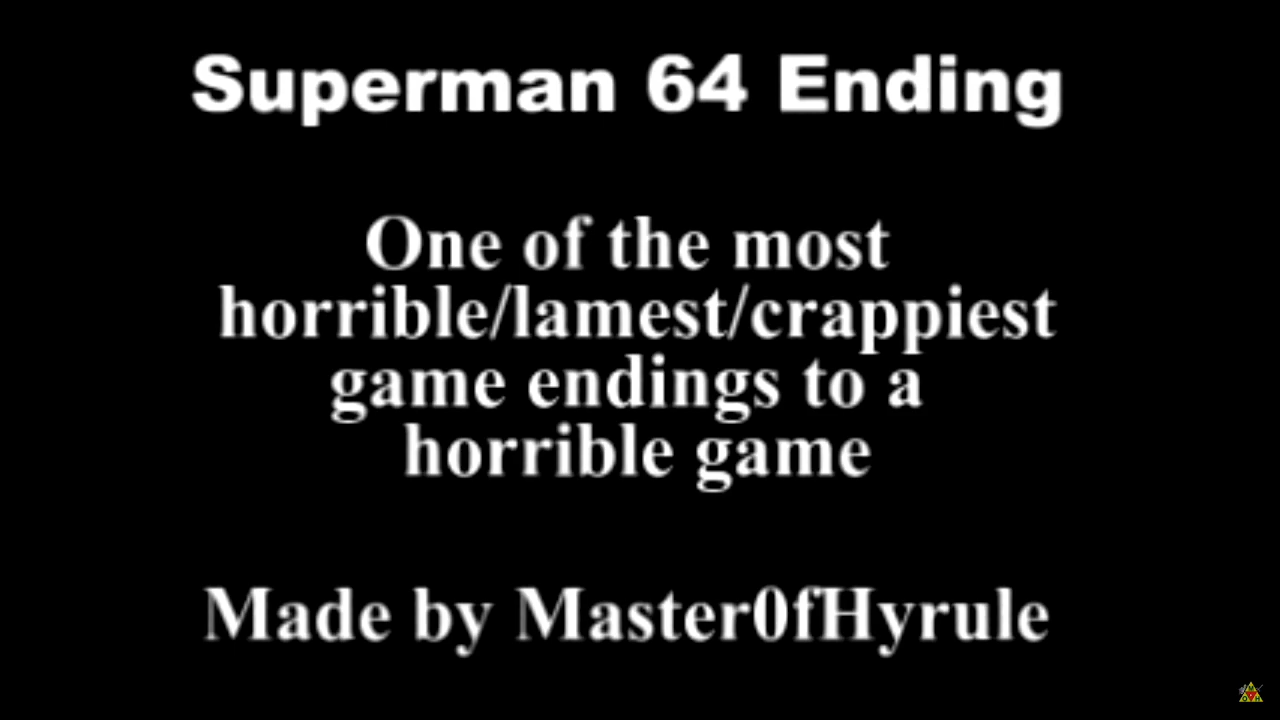 Superman 64 Ending
One of the most
horrible/lamest/crappiest
game endings to a
horrible game
Made by Master0fHyrule